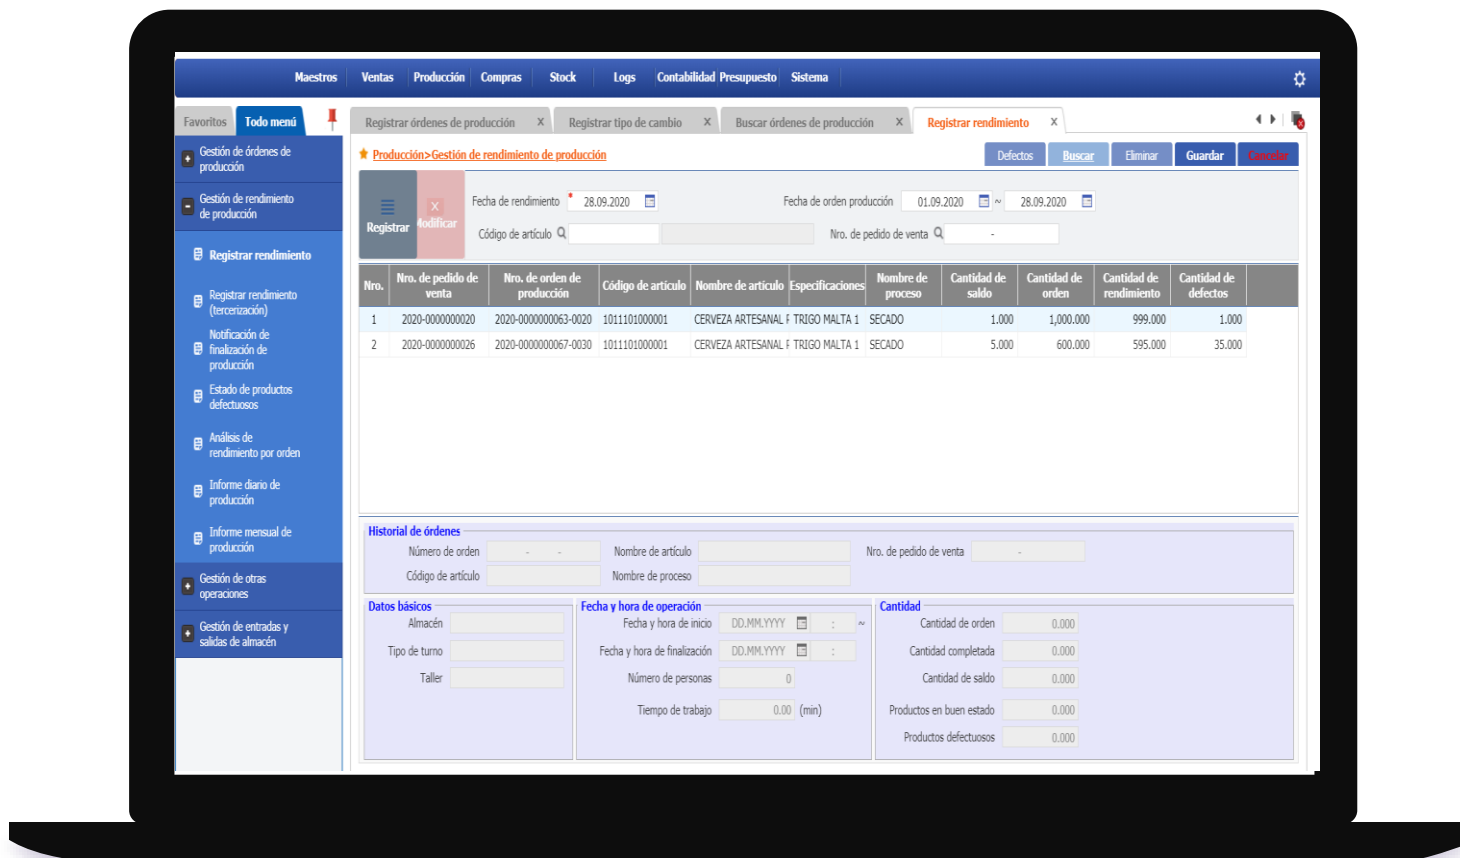 Maestros Ventas Producción Compras Stock Logs Contabilidad Presupuesto Sistema
Favoritos Todo menú
Registrar órdenes de producción X Registrar tipo de cambio X Buscar órdenes de producción X Registrar rendimiento X
Gestión de órdenes de
producción
Gestión de rendimiento
de producción
Registrar rendimiento
Registrar rendimiento
(tercerización)
Notificación de
finalización de
producción
Estado de productos
defectuosos
Análisis de
rendimiento por orden
Informe diario de
producción
Informe mensual de
producción
Gestión de otras
operaciones
Gestión de entradas y
salidas de almacén
Producción>Gestión de rendimiento de producción
Defectos Buscar Eliminar Guardar Cancelar
Registrar
X
Modificar
Fecha de rendimiento * 28.09.2020 Fecha de orden producción 01.09.2020 ~ 28.09.2020
Código de artículo Nro. de pedido de venta -
Nro. Nro. de pedido de venta Nro. de orden de producción Código de artículo Nombre de artículo Especificaciones Nombre de proceso Cantidad de saldo Cantidad de orden Cantidad de rendimiento Cantidad de defectos
1 2020-0000000020 2020-0000000063-0020 1011101000001 CERVEZA ARTESANAL TRIGO MALTA 1 SECADO 1.000 1,000.000 999.000 1.000
2 2020-0000000026 2020-0000000067-0030 1011101000001 CERVEZA ARTESANAL TRIGO MALTA 1 SECADO 5.000 600.000 595.000 35.000
Historial de órdenes
Número de orden - - Nombre de artículo Nro. de pedido de venta -
Código de artículo Nombre de proceso
Datos básicos
Almacén
Tipo de turno
Taller
Fecha y hora de operación
Fecha y hora de inicio DD.MM.YYYY : ~
Fecha y hora de finalización DD.MM.YYYY :
Número de personas 0
Tiempo de trabajo 0.00 (min)
Cantidad
Cantidad de orden 0.000
Cantidad completada 0.000
Cantidad de saldo 0.000
Productos en buen estado 0.000
Productos defectuosos 0.000